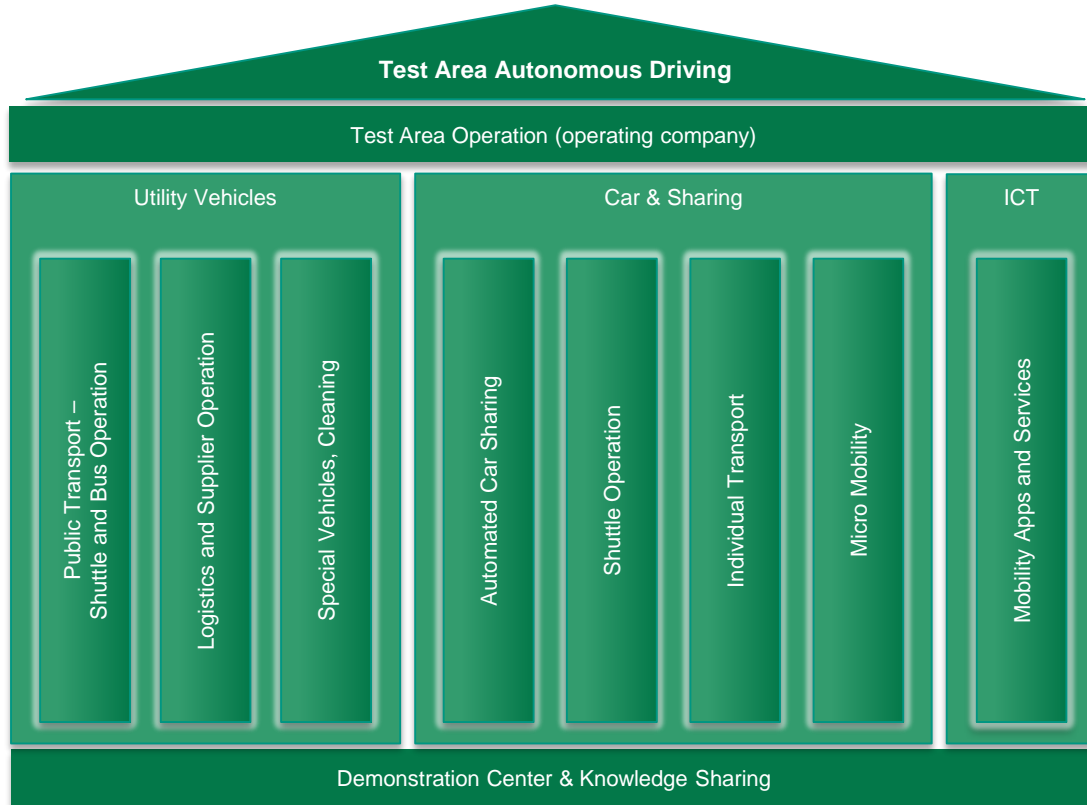 Test Area Autonomous Driving
Test Area Operation (operating company)
Utility Vehicles
Public Transport –
Shuttle and Bus Operation
Logistics and Supplier Operation
Special Vehicles, Cleaning
Car & Sharing
Automated Car Sharing
Shuttle Operation
Individual Transport
Micro Mobility
ICT
Mobility Apps and Services
Demonstration Center & Knowledge Sharing